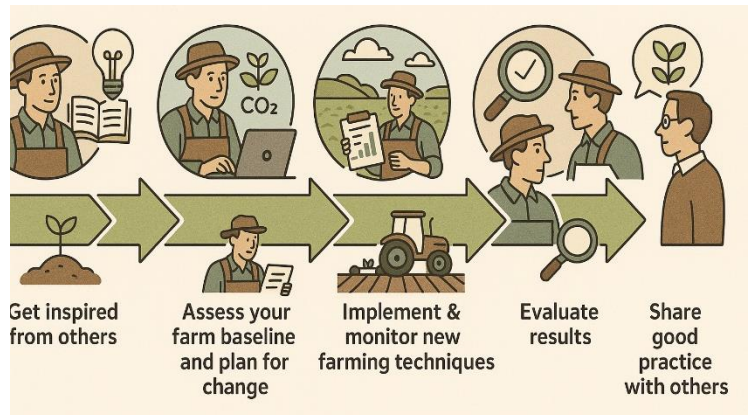 CO₂
Get inspired
from others
Assess your
farm baseline
and plan for
change
Implement &
monitor new
farming techniques
Evaluate
results
Share
good
practice
with others